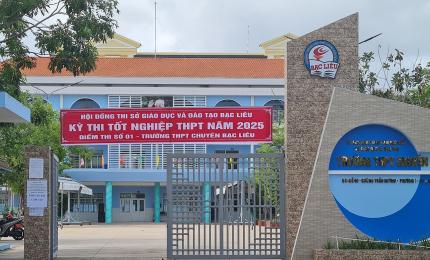 BẠC LIÊU
HỘI ĐỒNG THI SỞ GIÁO DỤC VÀ ĐÀO TẠO BẠC LIÊU
KỲ THI TỐT NGHIỆP THPT NĂM 2025
ĐIỂM THI SỐ 01 - TRƯỜNG THPT CHUYÊN BẠC LIÊU
TRƯỜNG THPT CHUYÊN